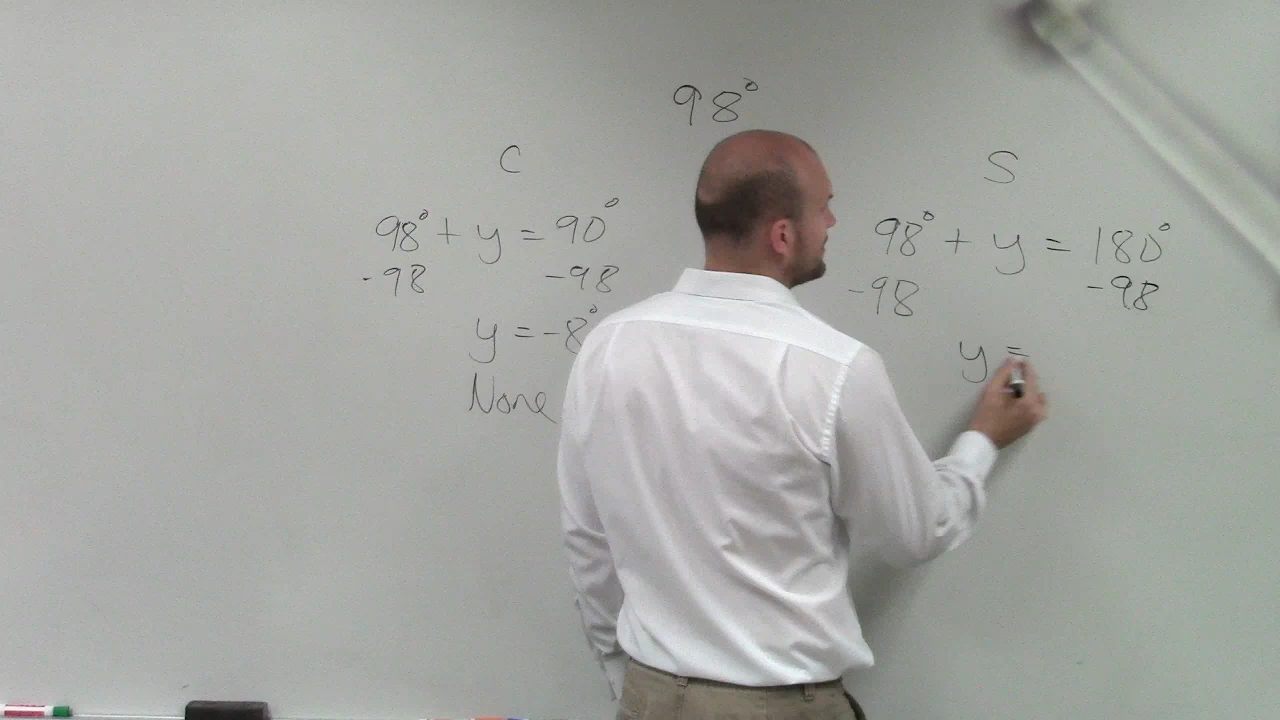 98°
C
98° + y = 90°
-98 -98
y = -8°
None
S
98° + y = 180°
-98 -98
y =